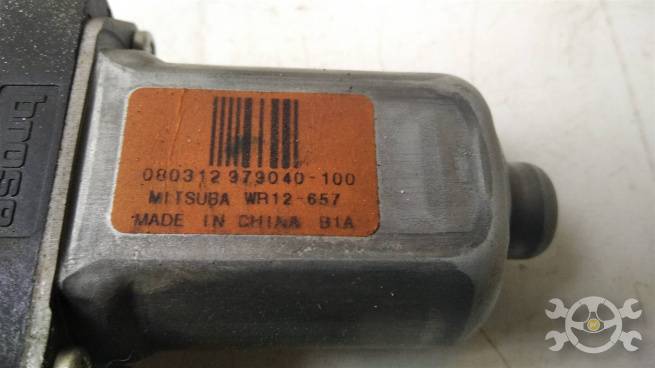 brose
080312 979040-100
MITSUBA WR12-657
MADE IN CHINA B1A